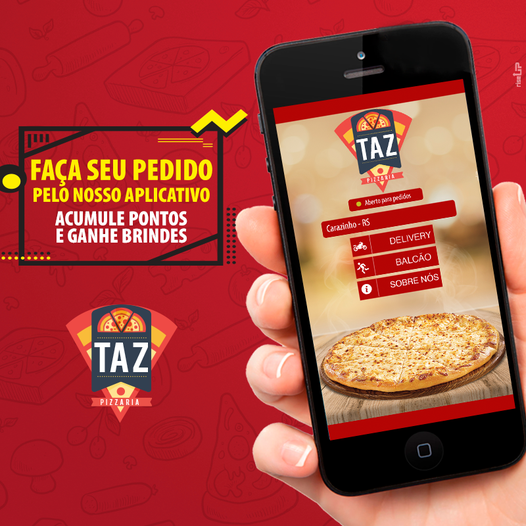 FAÇA SEU PEDIDO
PELO NOSSO APLICATIVO
ACUMULE PONTOS
E GANHE BRINDES
TAZ
PIZZARIA
TAZ
PIZZARIA
Aberto para pedidos
Carazinho - RS
DELIVERY
BALCÃO
SOBRE NÓS